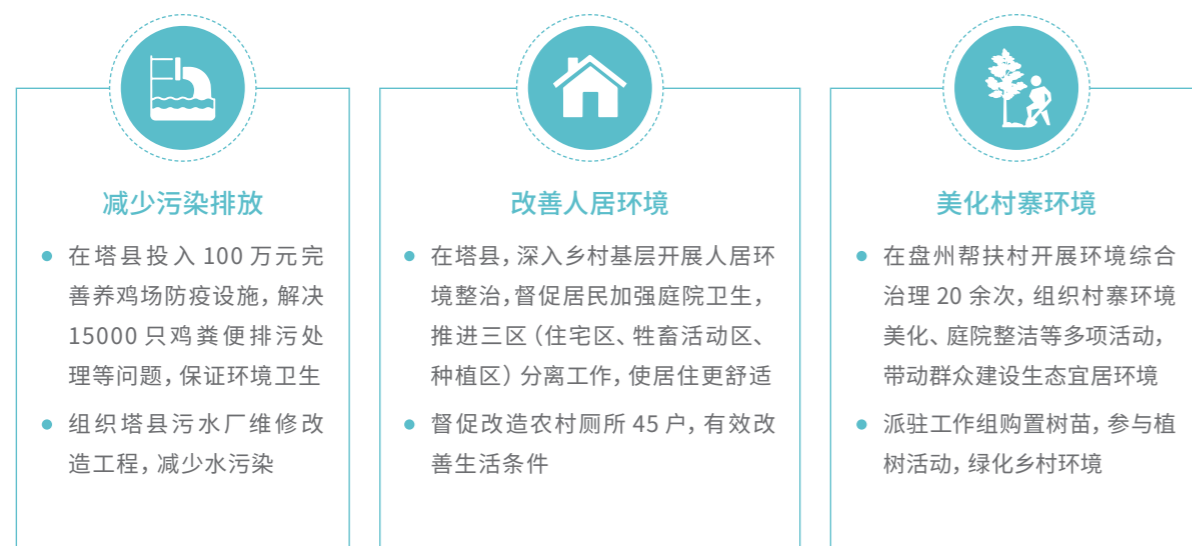 减少污染排放
在塔县投入 100 万元完
善养鸡场防疫设施，解决
15000 只鸡粪便排污处
理等问题，保证环境卫生
组织塔县污水厂维修改
造工程，减少水污染
改善人居环境
在塔县，深入乡村基层开展人居环
境整治，督促居民加强庭院卫生，
推进三区（住宅区、牲畜活动区、
种植区）分离工作，使居住更舒适
督促改造农村厕所 45 户，有效改
善生活条件
美化村寨环境
在盘州帮扶村开展环境综合
治理 20 余次，组织村寨环境
美化、庭院整洁等多项活动，
带动群众建设生态宜居环境
派驻工作组购置树苗，参与植
树活动，绿化乡村环境